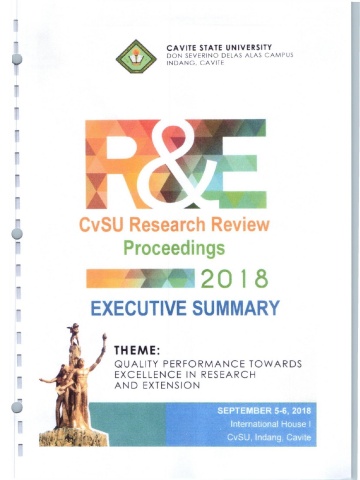 CAVITE STATE UNIVERSITY
DON SEVERINO DELAS ALAS CAMPUS
INDANG, CAVITE
R&E
CvSU Research Review
Proceedings
2018
EXECUTIVE SUMMARY
THEME:
QUALITY PERFORMANCE TOWARDS
EXCELLENCE IN RESEARCH
AND EXTENSION
SEPTEMBER 5-6, 2018
International House I
CvSU, Indang, Cavite